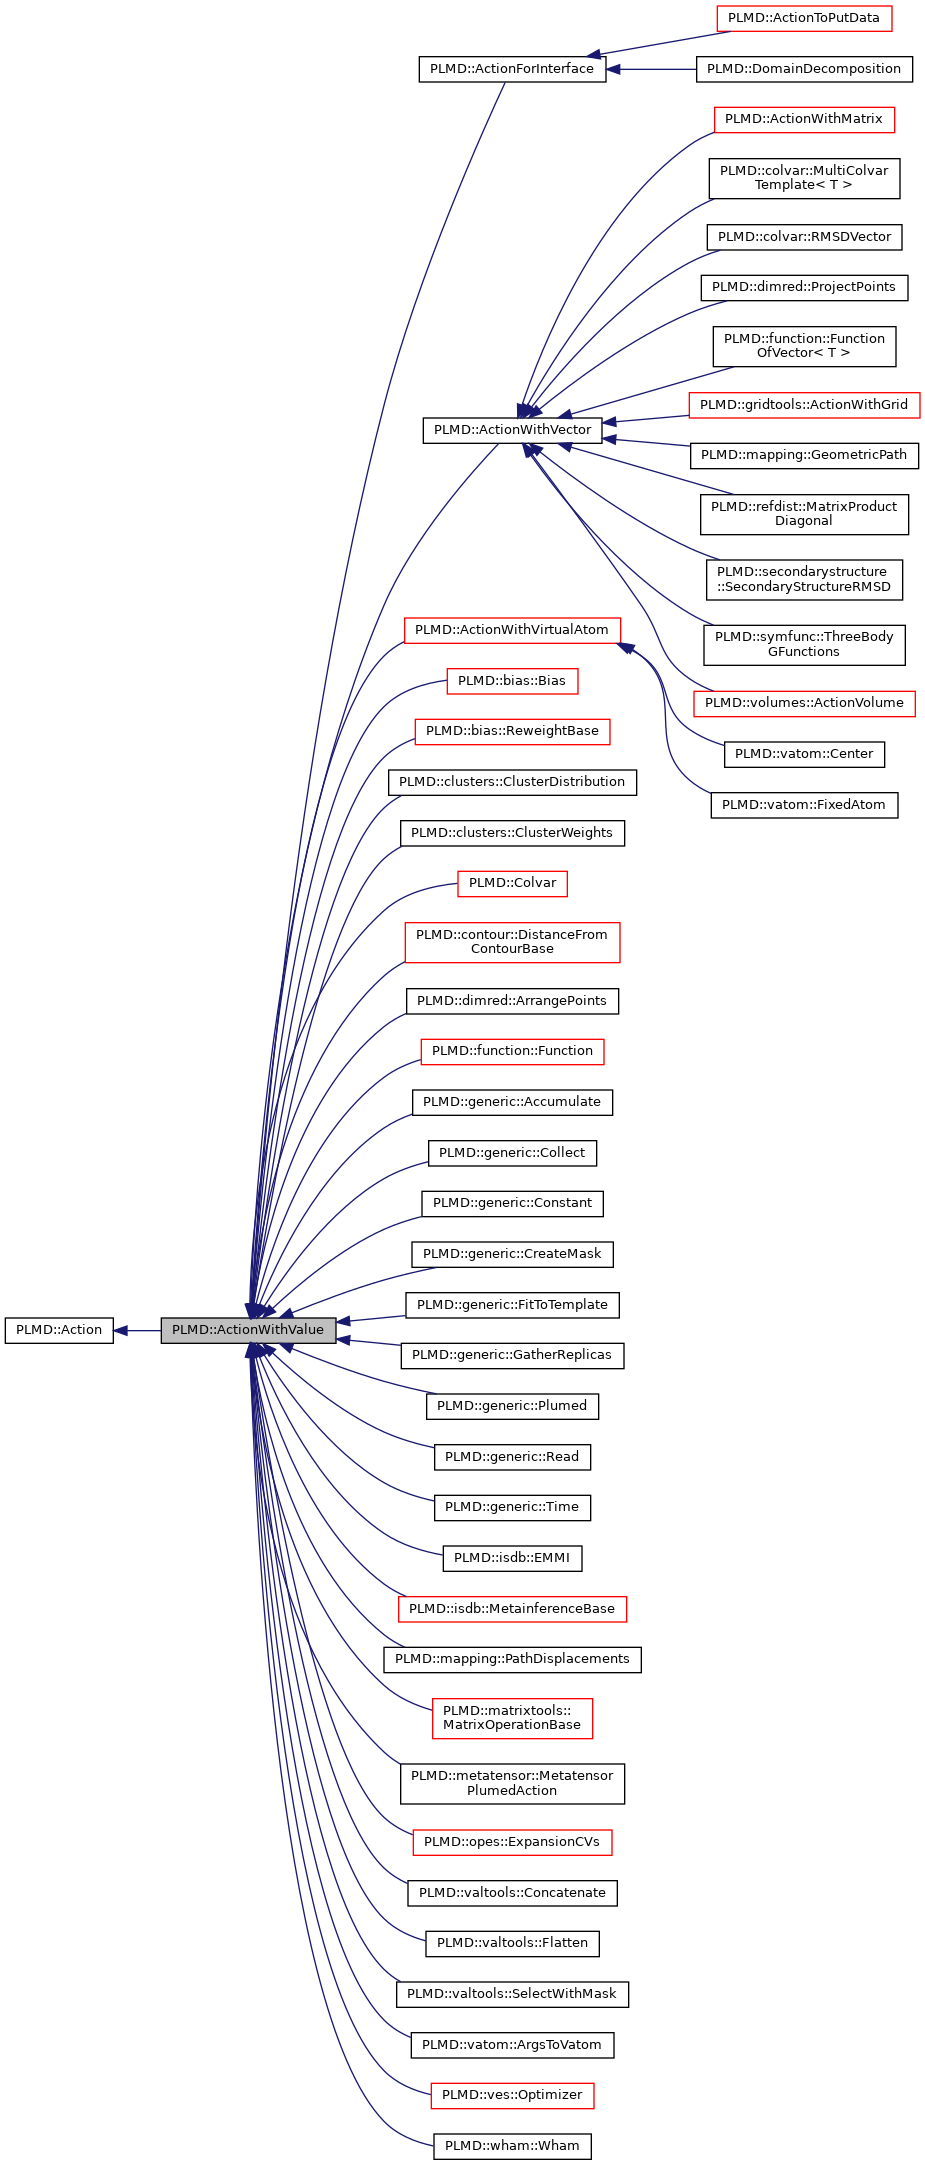 PLMD::ActionToPutData
PLMD::ActionForInterface
PLMD::DomainDecomposition
PLMD::ActionWithMatrix
PLMD::colvar::MultiColvar
Template< T >
PLMD::colvar::RMSDVector
PLMD::dimred::ProjectPoints
PLMD::function::Function
OfVector< T >
PLMD::gridtools::ActionWithGrid
PLMD::ActionWithVector
PLMD::mapping::GeometricPath
PLMD::refdist::MatrixProduct
Diagonal
PLMD::secondarystructure
::SecondaryStructureRMSD
PLMD::ActionWithVirtualAtom
PLMD::symfunc::ThreeBody
GFunctions
PLMD::bias::Bias
PLMD::volumes::ActionVolume
PLMD::bias::ReweightBase
PLMD::vatom::Center
PLMD::clusters::ClusterDistribution
PLMD::vatom::FixedAtom
PLMD::clusters::ClusterWeights
PLMD::Colvar
PLMD::contour::DistanceFrom
ContourBase
PLMD::dimred::ArrangePoints
PLMD::function::Function
PLMD::generic::Accumulate
PLMD::generic::Collect
PLMD::generic::Constant
PLMD::generic::CreateMask
PLMD::generic::FitToTemplate
PLMD::Action
PLMD::ActionWithValue
PLMD::generic::GatherReplicas
PLMD::generic::Plumed
PLMD::generic::Read
PLMD::generic::Time
PLMD::isdb::EMMI
PLMD::isdb::MetainferenceBase
PLMD::mapping::PathDisplacements
PLMD::matrixtools::
MatrixOperationBase
PLMD::metatensor::Metatensor
PlumedAction
PLMD::opes::ExpansionCVs
PLMD::valtools::Concatenate
PLMD::valtools::Flatten
PLMD::valtools::SelectWithMask
PLMD::vatom::ArgsToVatom
PLMD::ves::Optimizer
PLMD::wham::Wham